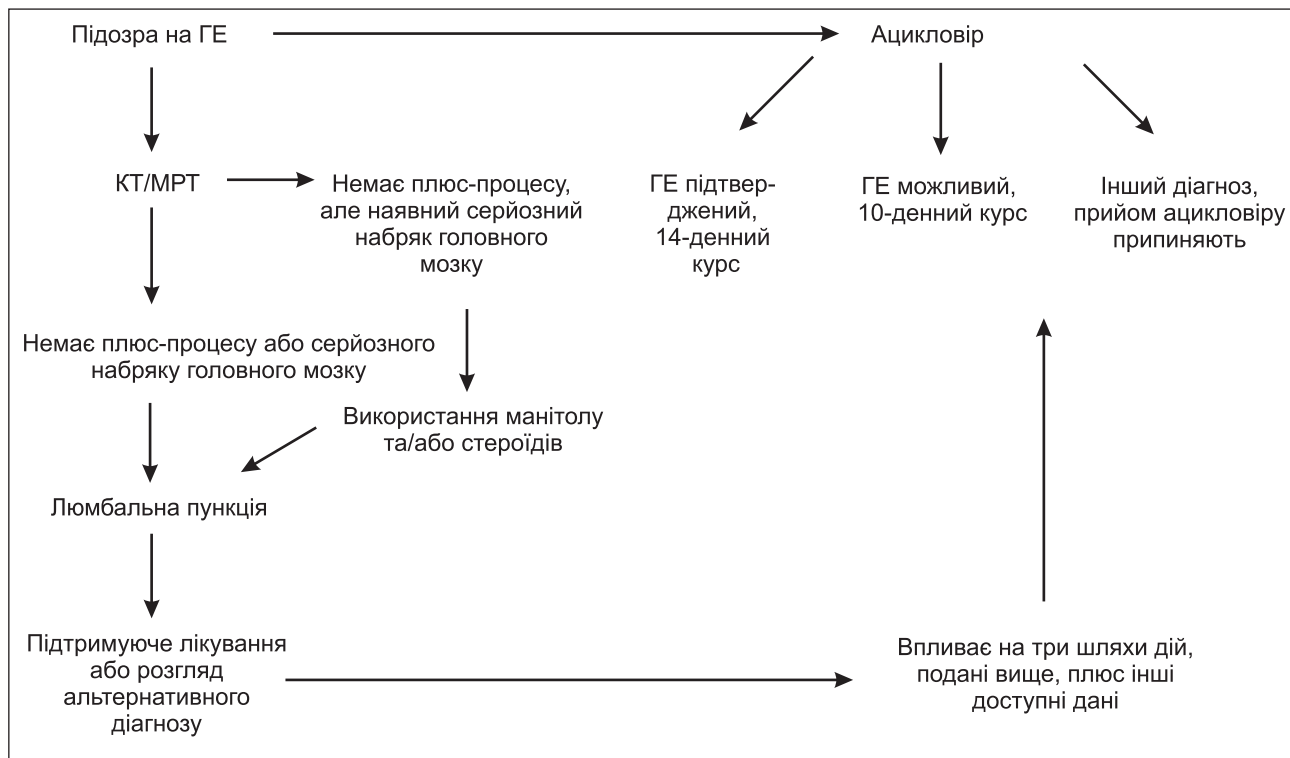 Підозра на ГЕ
Ацикловір
КТ/МРТ
Немає плюс-процесу,
але наявний серйозний
набряк головного
мозку
ГЕ підтвер-
джений,
14-денний
курс
ГЕ можливий,
10-денний курс
Інший діагноз,
прийом ацикловіру
припиняють
Немає плюс-процесу або серйозного
набряку головного мозку
Використання манітолу
та/або стероїдів
Люмбальна пункція
Підтримуюче лікування
або розгляд
альтернативного
діагнозу
Впливає на три шляхи дій,
подані вище, плюс інші
доступні дані